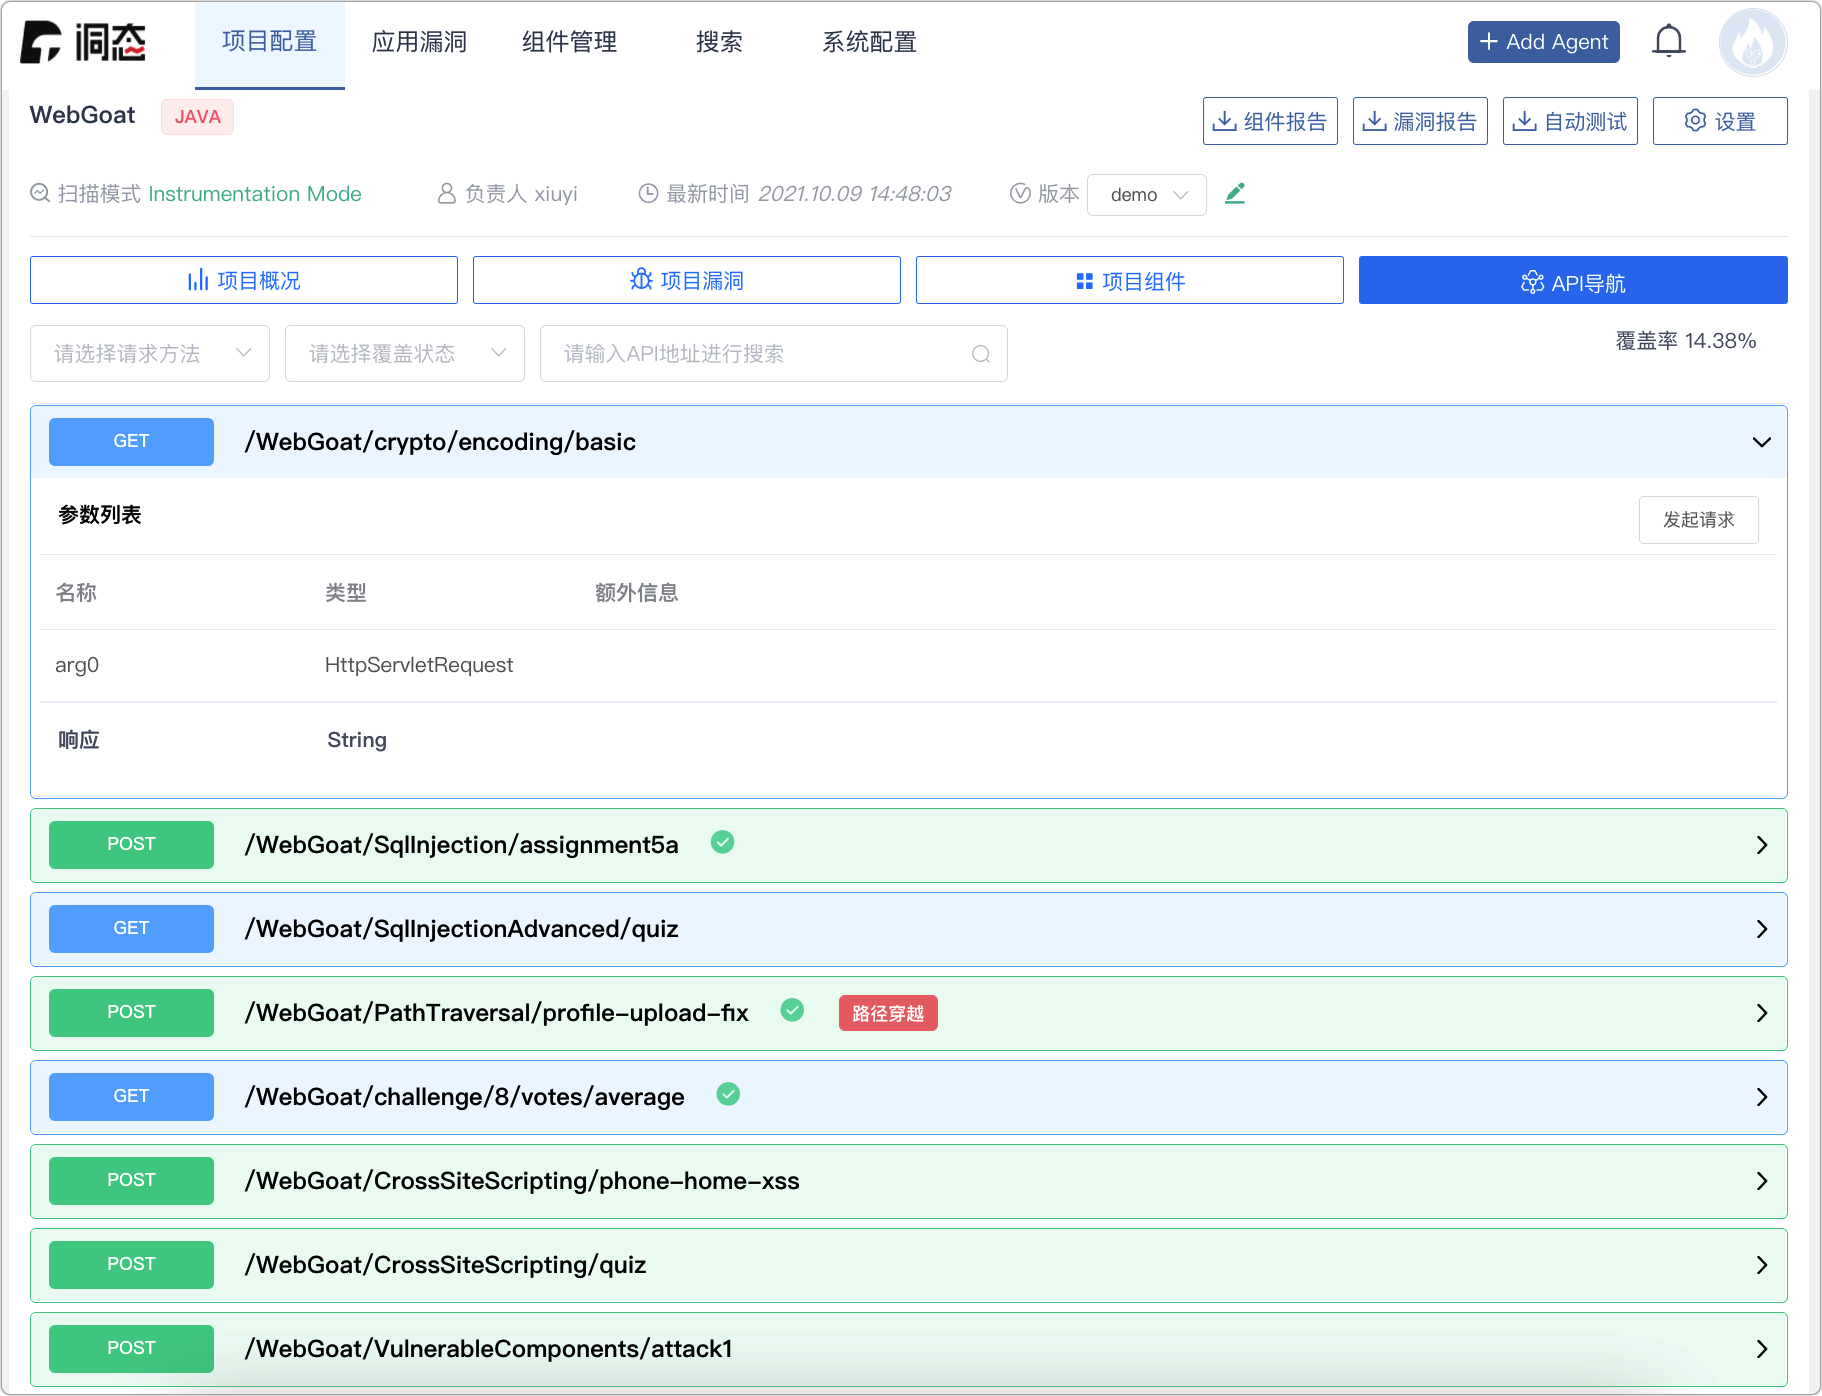 洞态
项目配置
应用漏洞
组件管理
搜索
系统配置
Add Agent
WebGoat
JAVA
组件报告
漏洞报告
自动测试
设置
扫描模式 Instrumentation Mode
负责人 xiuyi
最新时间 2021.10.09 14:48:03
版本
demo
项目概况
项目漏洞
项目组件
API导航
请选择请求方法
请选择覆盖状态
请输入API地址进行搜索
覆盖率 14.38%
GET /WebGoat/crypto/encoding/basic
参数列表
发起请求
名称 类型 额外信息
arg0 HttpServletRequest
响应 String
POST /WebGoat/SqlInjection/assignment5a
GET /WebGoat/SqlInjectionAdvanced/quiz
POST /WebGoat/PathTraversal/profile-upload-fix 路径穿越
GET /WebGoat/challenge/8/votes/average
POST /WebGoat/CrossSiteScripting/phone-home-xss
POST /WebGoat/CrossSiteScripting/quiz
POST /WebGoat/VulnerableComponents/attack1